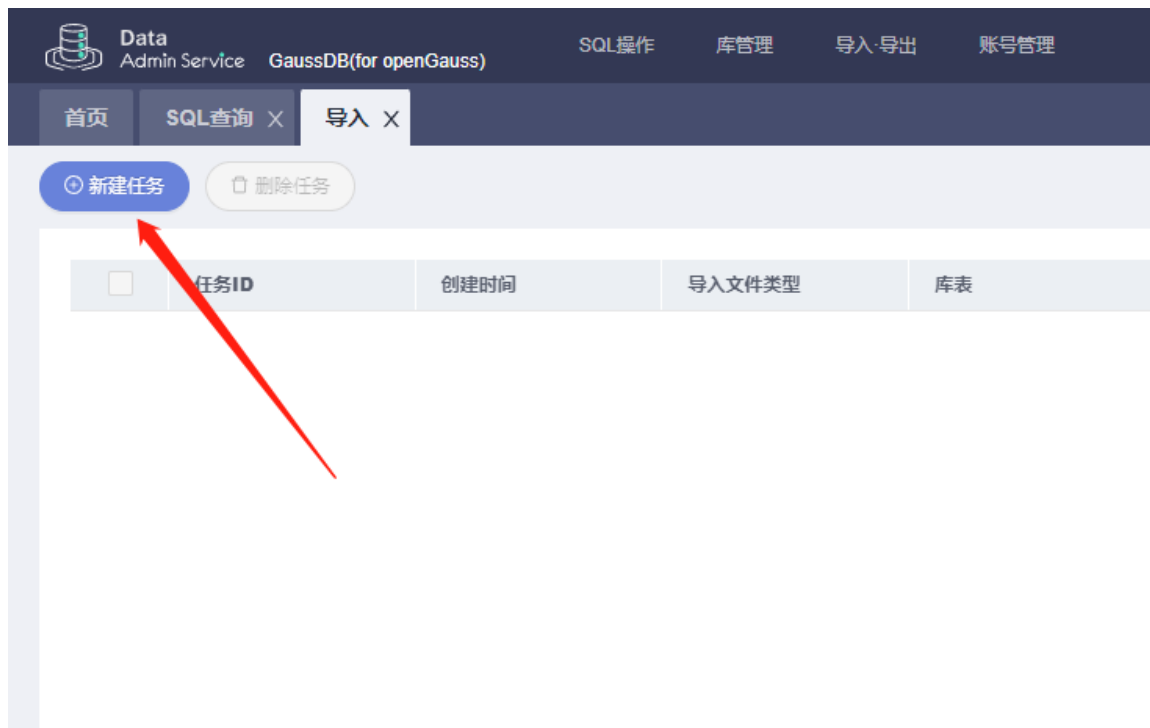 Data
Admin Service GaussDB(for openGauss) SQL操作 库管理 导入·导出 账号管理
首页 SQL查询 导入
新建任务 删除任务
任务ID 创建时间 导入文件类型 库表